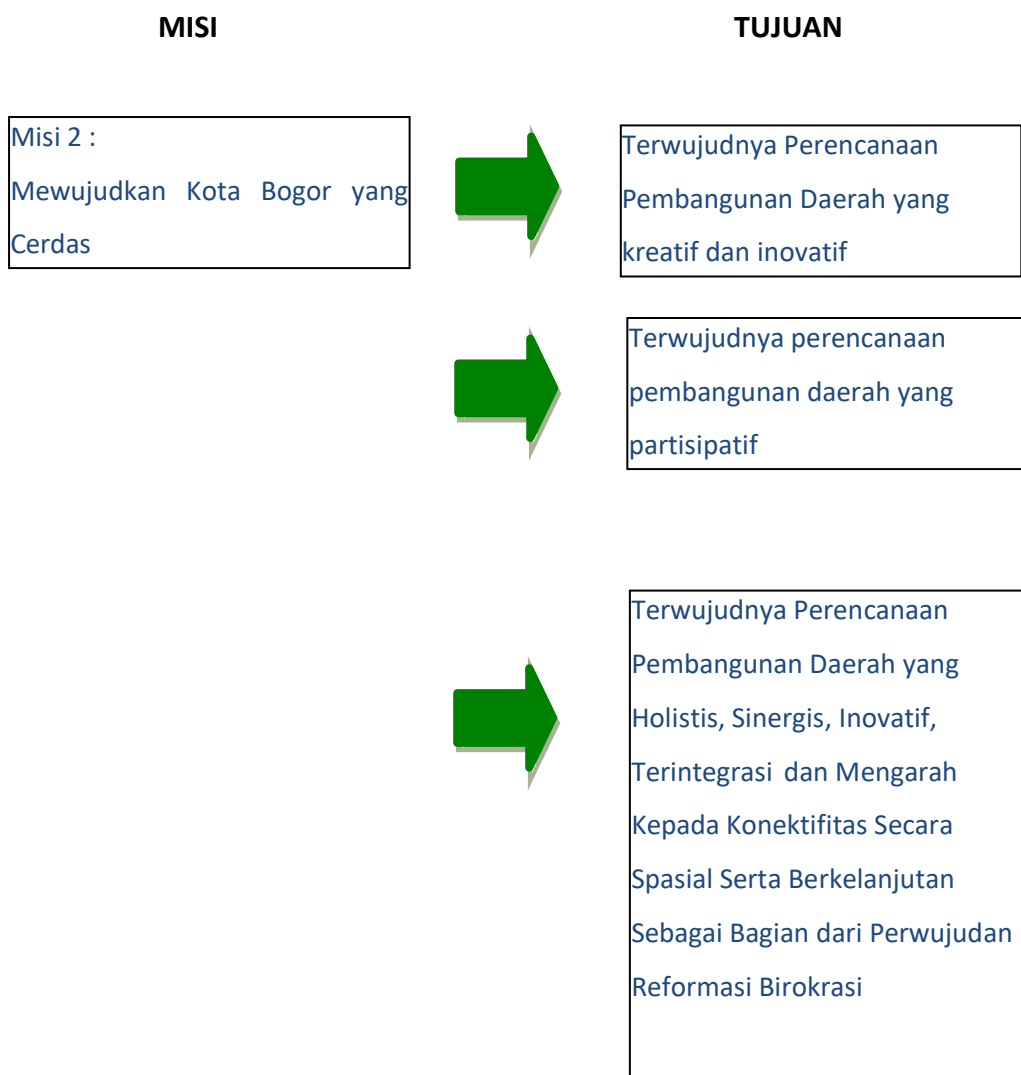 MISI
TUJUAN
Misi 2 :
Mewujudkan Kota Bogor yang
Cerdas
Terwujudnya Perencanaan
Pembangunan Daerah yang
kreatif dan inovatif
Terwujudnya perencanaan
pembangunan daerah yang
partisipatif
Terwujudnya Perencanaan
Pembangunan Daerah yang
Holistis, Sinergis, Inovatif,
Terintegrasi dan Mengarah
Kepada Konektifitas Secara
Spasial Serta Berkelanjutan
Sebagai Bagian dari Perwujudan
Reformasi Birokrasi